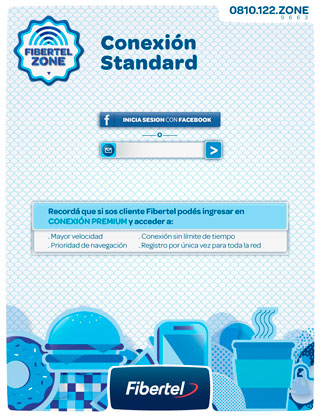 0810.122.ZONE
9663
FIBERTEL
ZONE
Conexión
Standard
f INICIA SESION CON FACEBOOK
O
>
Recordá que si sos cliente Fibertel podés ingresar en
CONEXIÓN PREMIUM y acceder a:
. Mayor velocidad
. Prioridad de navegación
. Conexión sin límite de tiempo
. Registro por única vez para toda la red
Fibertel